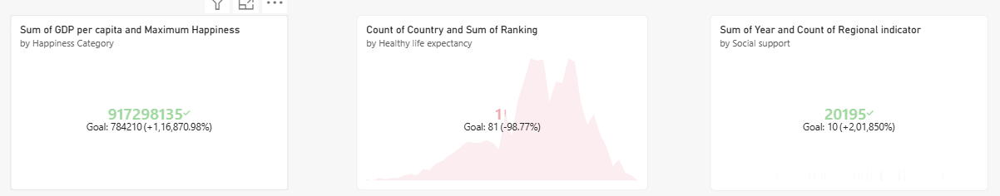 Sum of GDP per capita and Maximum Happiness
by Happiness Category
917298135
Goal: 784210 (+1,16,870.98%)
Count of Country and Sum of Ranking
by Healthy life expectancy
1!
Goal: 81 (-98.77%)
Sum of Year and Count of Regional indicator
by Social support
20195
Goal: 10 (+2,01,850%)